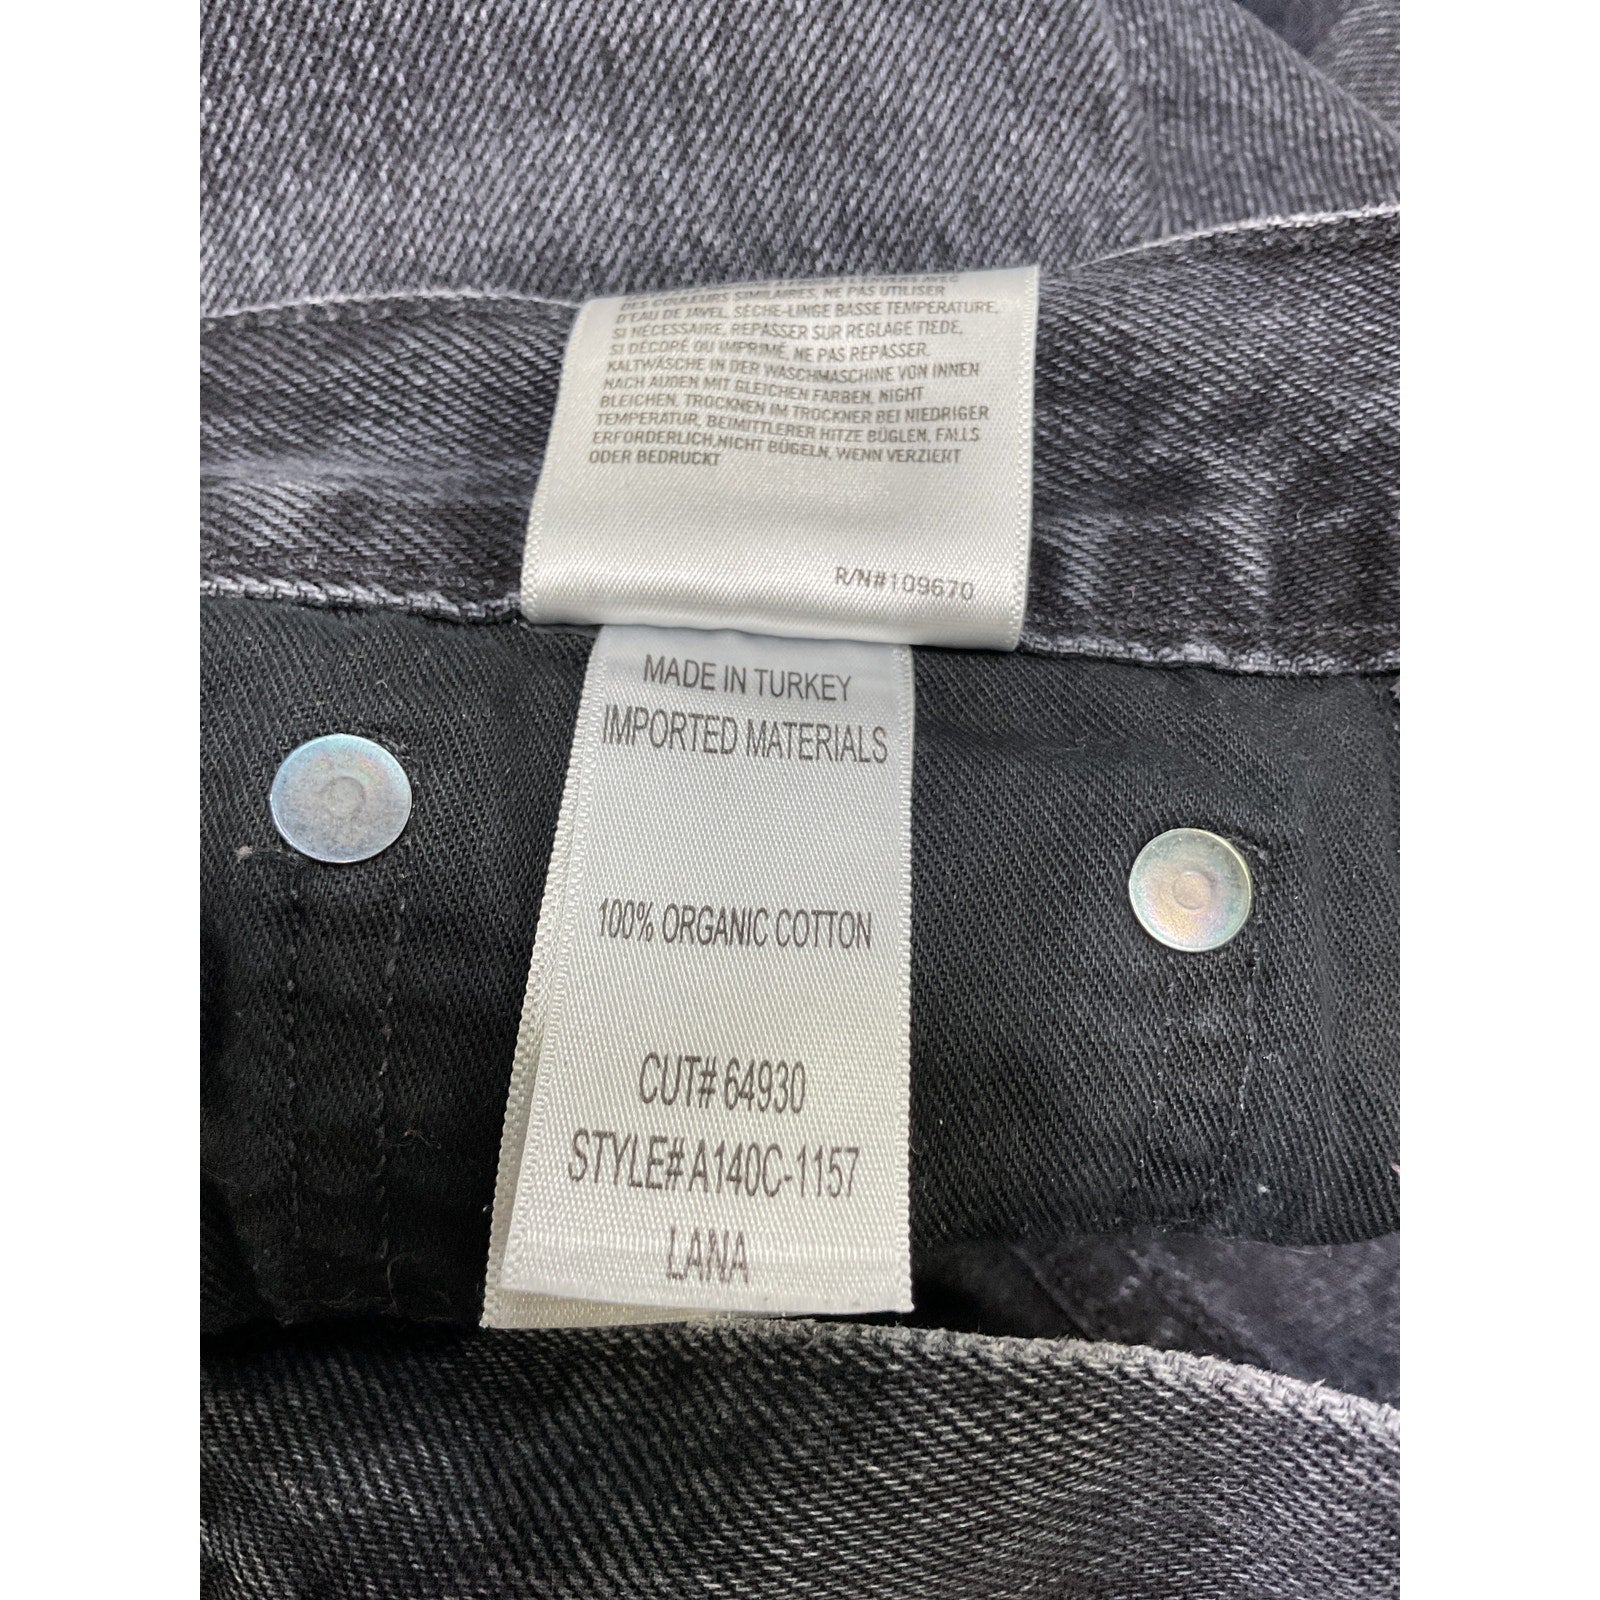 DES COULEURS SIMILAIRES, NE PAS UTILISER
D'EAU DE JAVEL, SÈCHE-LINGE BASSE TEMPERATURE,
SI NÉCESSAIRE, REPASSER SUR REGLAGE TIEDE.
SI DÉCORÉ OU IMPRIMÉ, NE PAS REPASSER.
KALTWÄSCHE IN DER WASCHMASCHINE VON INNEN
NACH AUDEN MIT GLEICHEN FARBEN, NIGHT
BLEICHEN, TROCKNEN IM TROCKNER BEI NIEDRIGER
TEMPERATUR, BEIMITTLERER HITZE BÜGLEN, FALLS
ERFORDERLICH,NICHT BÜGELN, WENN VERZIERT
ODER BEDRUCKT
R/N#109670
MADE IN TURKEY
IMPORTED MATERIALS
100% ORGANIC COTTON
CUT# 64930
STYLE# A140C-1157
LANA